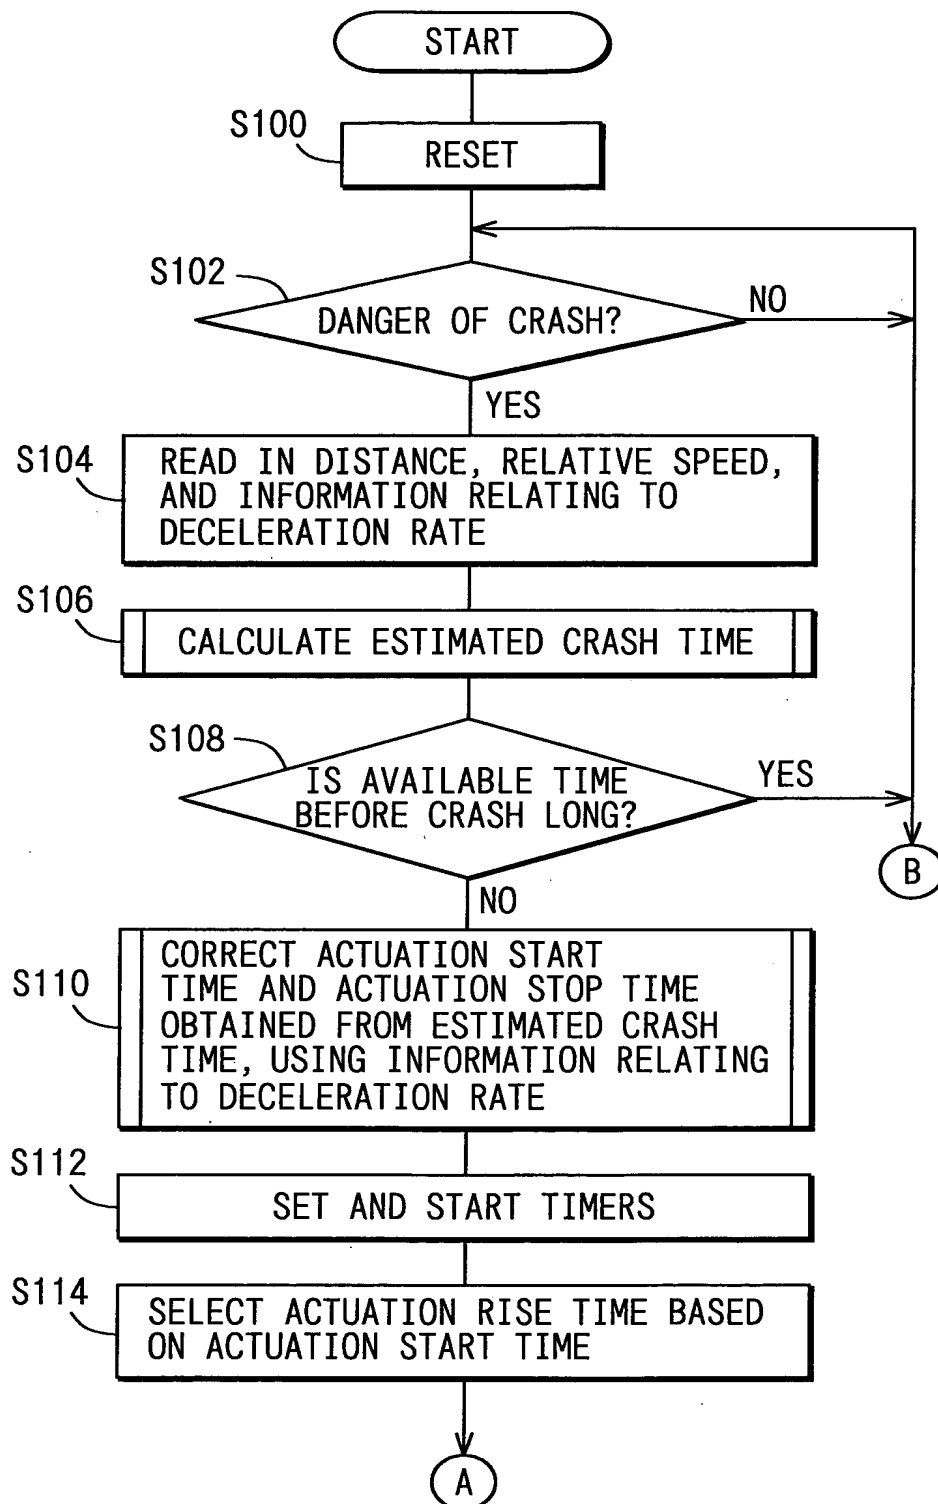 START
S100
RESET
S102
DANGER OF CRASH?
NO
YES
S104
READ IN DISTANCE, RELATIVE SPEED,
AND INFORMATION RELATING TO
DECELERATION RATE
S106
CALCULATE ESTIMATED CRASH TIME
S108
IS AVAILABLE TIME
BEFORE CRASH LONG?
YES
B
NO
S110
CORRECT ACTUATION START
TIME AND ACTUATION STOP TIME
OBTAINED FROM ESTIMATED CRASH
TIME, USING INFORMATION RELATING
TO DECELERATION RATE
S112
SET AND START TIMERS
S114
SELECT ACTUATION RISE TIME BASED
ON ACTUATION START TIME
A